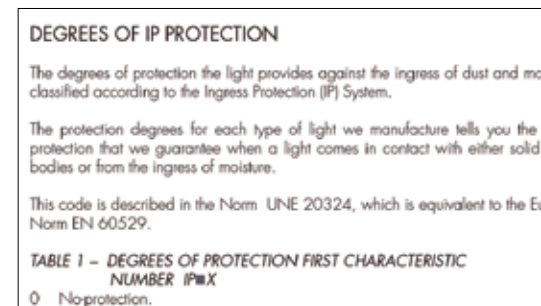 DEGREES OF IP PROTECTION
The degrees of protection the light provides against the ingress of dust and
classified according to the Ingress Protection (IP) System.
The protection degrees for each type of light we manufacture tells you the
protection that we guarantee when a light comes in contact with either solid
bodies or from the ingress of moisture.
This code is described in the Norm UNE 20324, which is equivalent to the
Norm EN 60529.
TABLE 1 – DEGREES OF PROTECTION FIRST CHARACTERISTIC
NUMBER IP■X
0 No-protection.